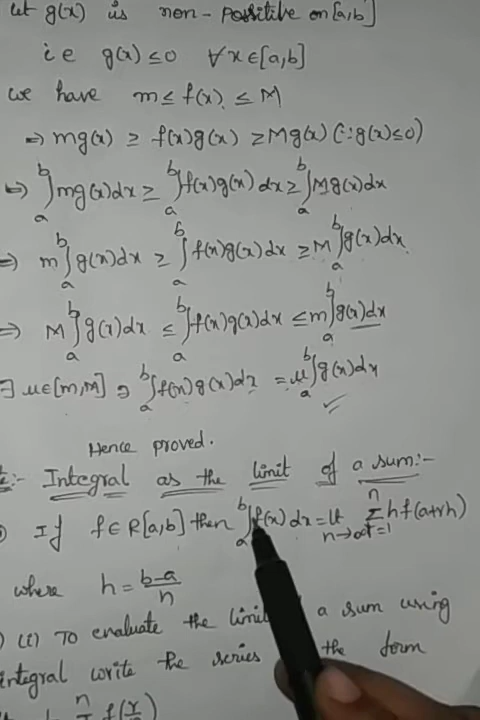 Let g(x) is non-possitive on [a,b]
i.e g(x) ≤ 0 ∀x∈[a,b]
we have m ≤ f(x) ≤ M
⇒ mg(x) ≥ f(x)g(x) ≥ Mg(x) (∵ g(x) ≤ 0)
⇒ ∫_a^b mg(x)dx ≥ ∫_a^b f(x)g(x)dx ≥ ∫_a^b Mg(x)dx
⇒ m∫_a^b g(x)dx ≥ ∫_a^b f(x)g(x)dx ≥ M∫_a^b g(x)dx
⇒ M∫_a^b g(x)dx ≤ ∫_a^b f(x)g(x)dx ≤ m∫_a^b g(x)dx
∃ μ∈[m,M] ∋ ∫_a^b f(x)g(x)dx = μ∫_a^b g(x)dx
Hence proved.
Integral as the limit of a sum:-
If f∈R[a,b] then ∫_a^b f(x)dx = lt_{n→∞} Σ_{r=1}^n hf(a+rh)
where h = (b-a)/n
(i) To evaluate the limit a sum using
integral write the series the form